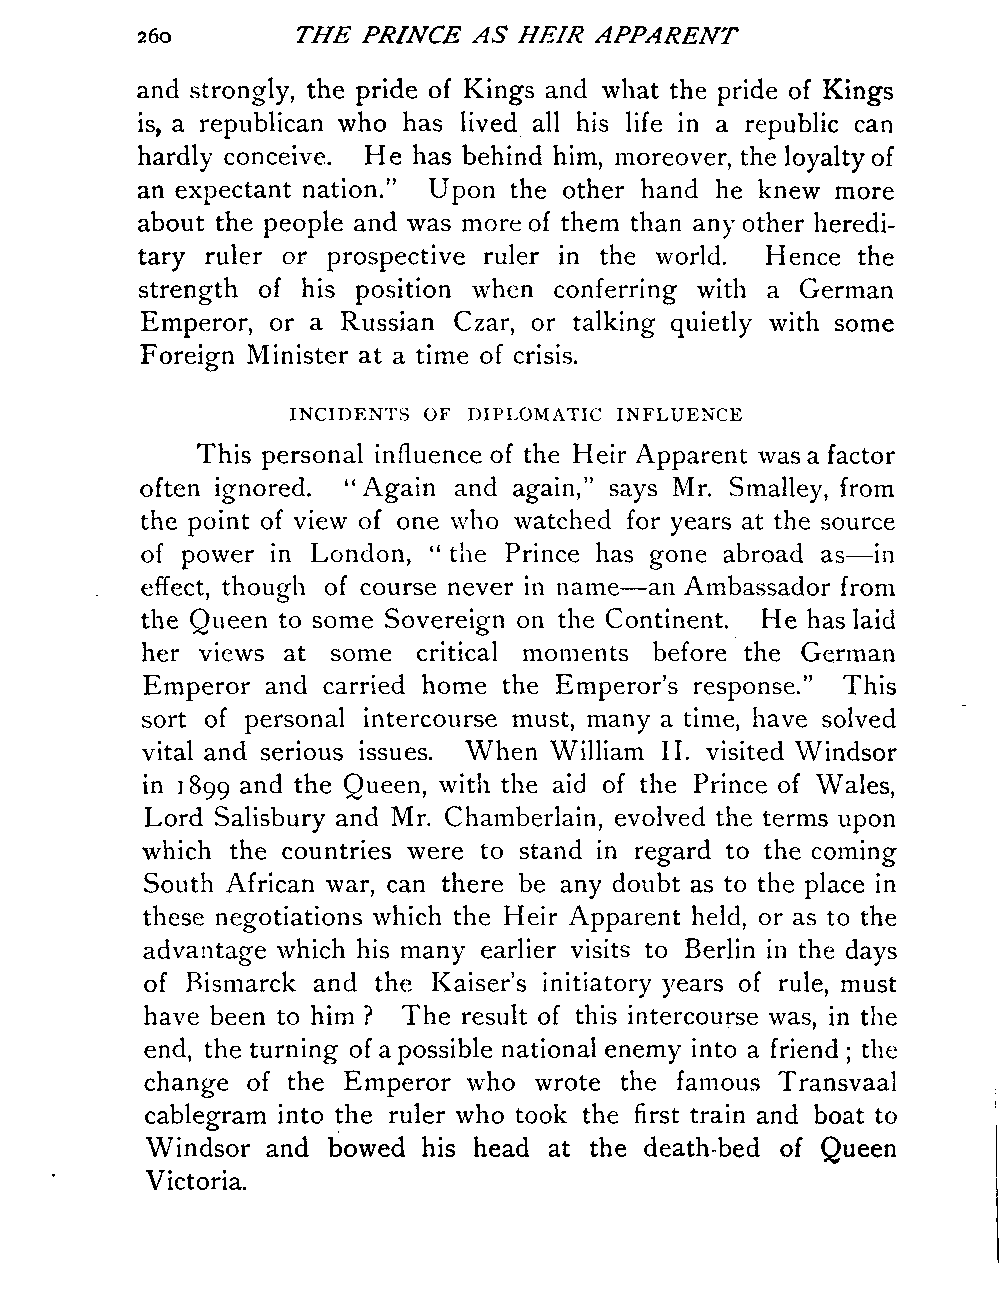 260 THE PRINCE AS HEIR APPARENT
and strongly, the pride of Kings and what the pride of Kings
is, a republican who has lived all his life in a republic can
hardly conceive. He has behind him, moreover, the loyalty of
an expectant nation.” Upon the other hand he knew more
about the people and was more of them than any other heredi-
tary ruler or prospective ruler in the world. Hence the
strength of his position when conferring with a German
Emperor, or a Russian Czar, or talking quietly with some
Foreign Minister at a time of crisis.
INCIDENTS OF DIPLOMATIC INFLUENCE
This personal influence of the Heir Apparent was a factor
often ignored. “Again and again,” says Mr. Smalley, from
the point of view of one who watched for years at the source
of power in London, “the Prince has gone abroad as—in
effect, though of course never in name—an Ambassador from
the Queen to some Sovereign on the Continent. He has laid
her views at some critical moments before the German
Emperor and carried home the Emperor's response.” This
sort of personal intercourse must, many a time, have solved
vital and serious issues. When William II. visited Windsor
in 1899 and the Queen, with the aid of the Prince of Wales,
Lord Salisbury and Mr. Chamberlain, evolved the terms upon
which the countries were to stand in regard to the coming
South African war, can there be any doubt as to the place in
these negotiations which the Heir Apparent held, or as to the
advantage which his many earlier visits to Berlin in the days
of Bismarck and the Kaiser's initiatory years of rule, must
have been to him? The result of this intercourse was, in the
end, the turning of a possible national enemy into a friend; the
change of the Emperor who wrote the famous Transvaal
cablegram into the ruler who took the first train and boat to
Windsor and bowed his head at the death-bed of Queen
Victoria.